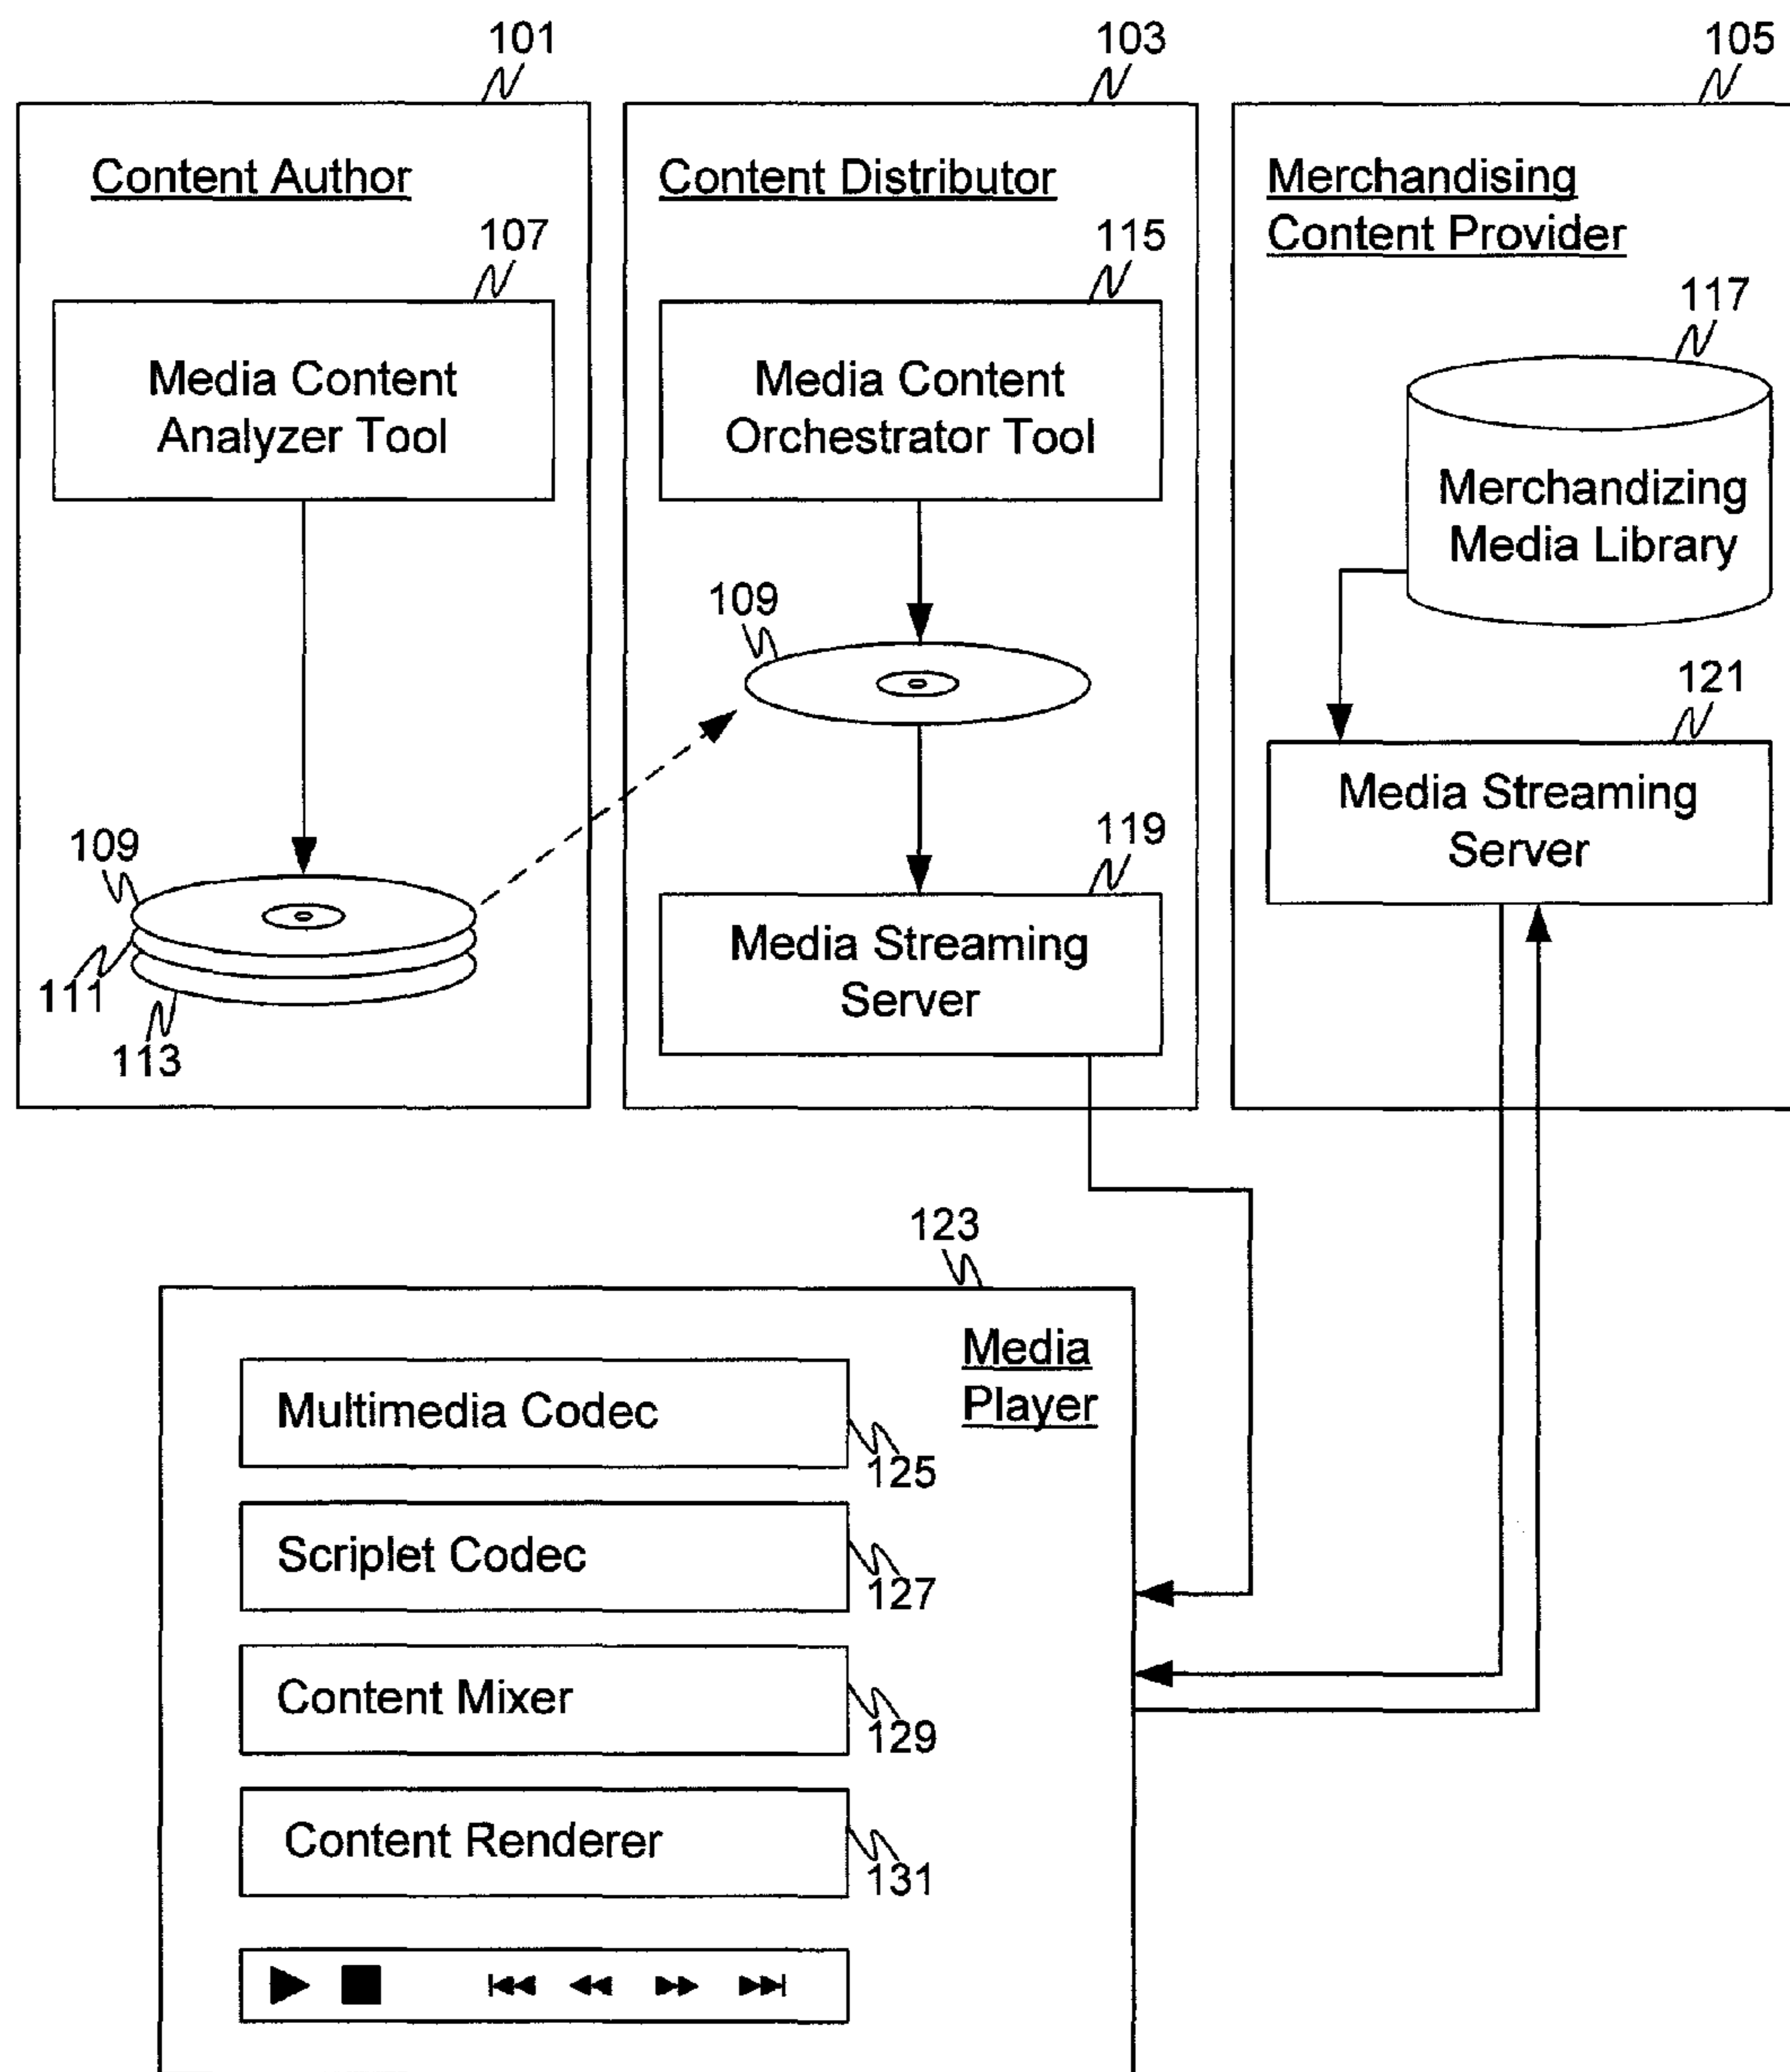 101
103
105
Content Author
Content Distributor
Merchandising
Content Provider
107
115
117
Media Content
Analyzer Tool
Media Content
Orchestrator Tool
Merchandizing
Media Library
109
121
Media Streaming
Server
109
119
111
113
Media Streaming
Server
123
Media
Player
Multimedia Codec
125
Scriplet Codec
127
Content Mixer
129
Content Renderer
131